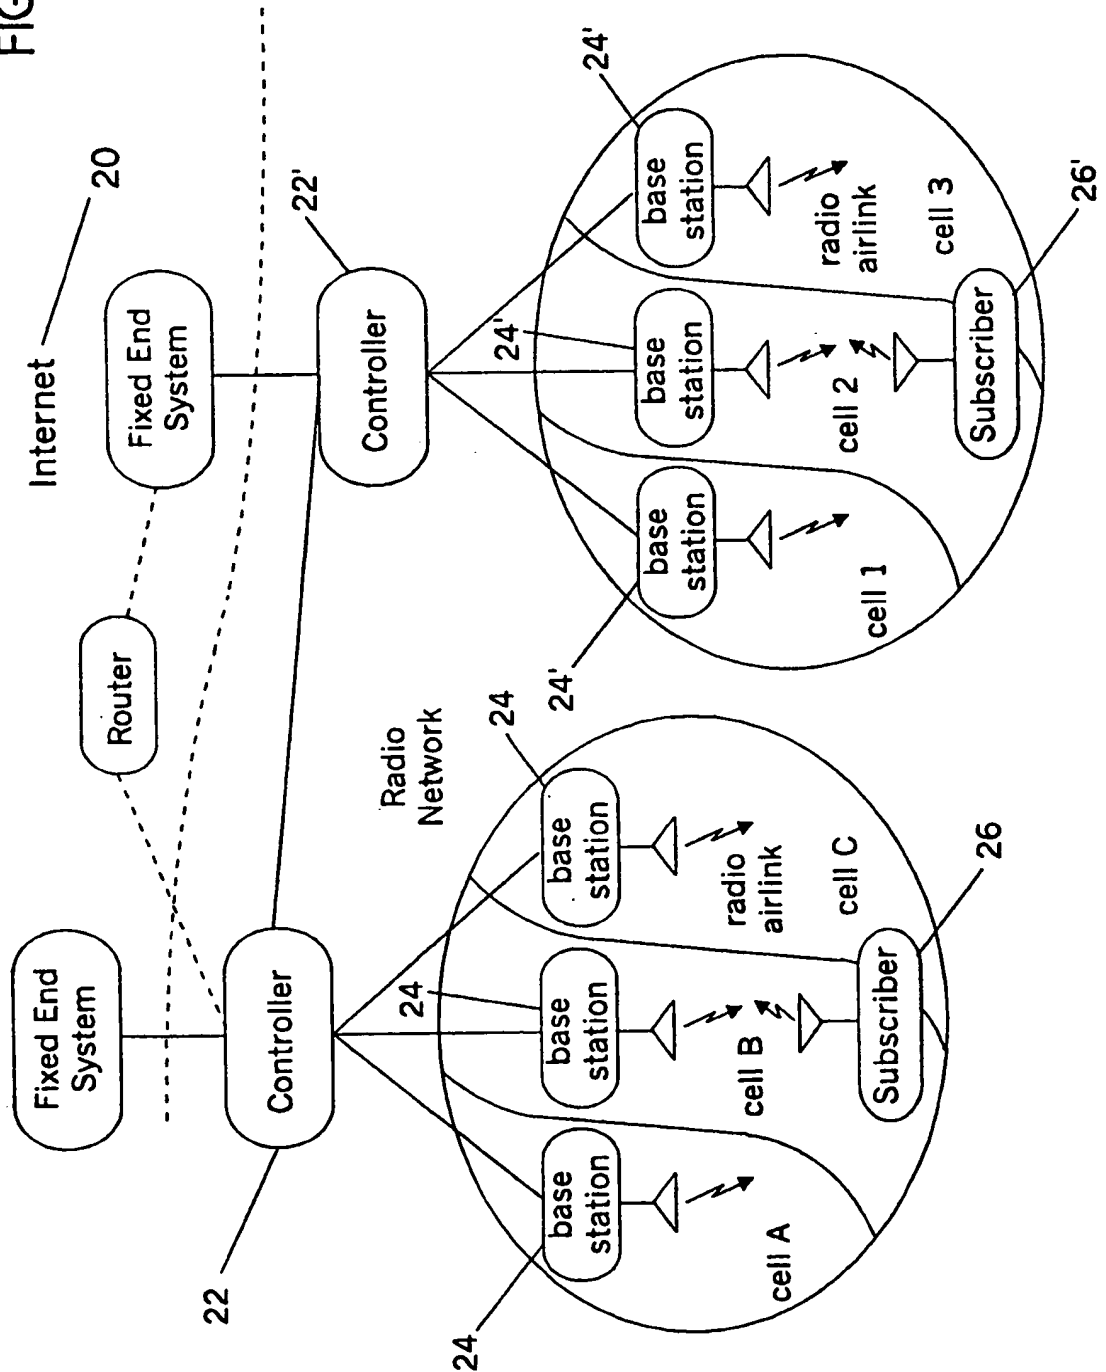 FIG
Internet
20
Fixed End
System
Router
Fixed End
System
22
Controller
Controller
22'
Radio
Network
24
base
station
24
base
station
24
base
station
radio
airlink
cell A
cell B
cell C
Subscriber
26
24'
base
station
24'
base
station
24'
base
station
radio
airlink
cell 1
cell 2
cell 3
Subscriber
26'